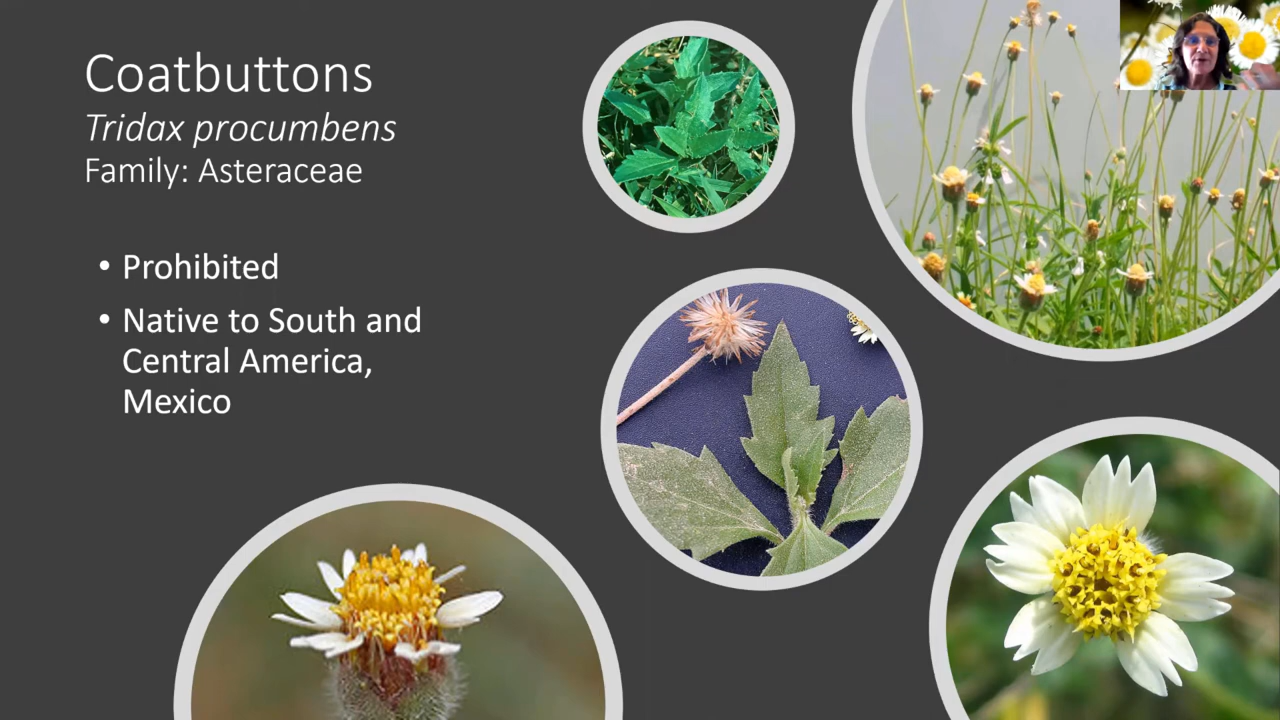 Coatbuttons
Tridax procumbens
Family: Asteraceae
• Prohibited
• Native to South and
Central America,
Mexico